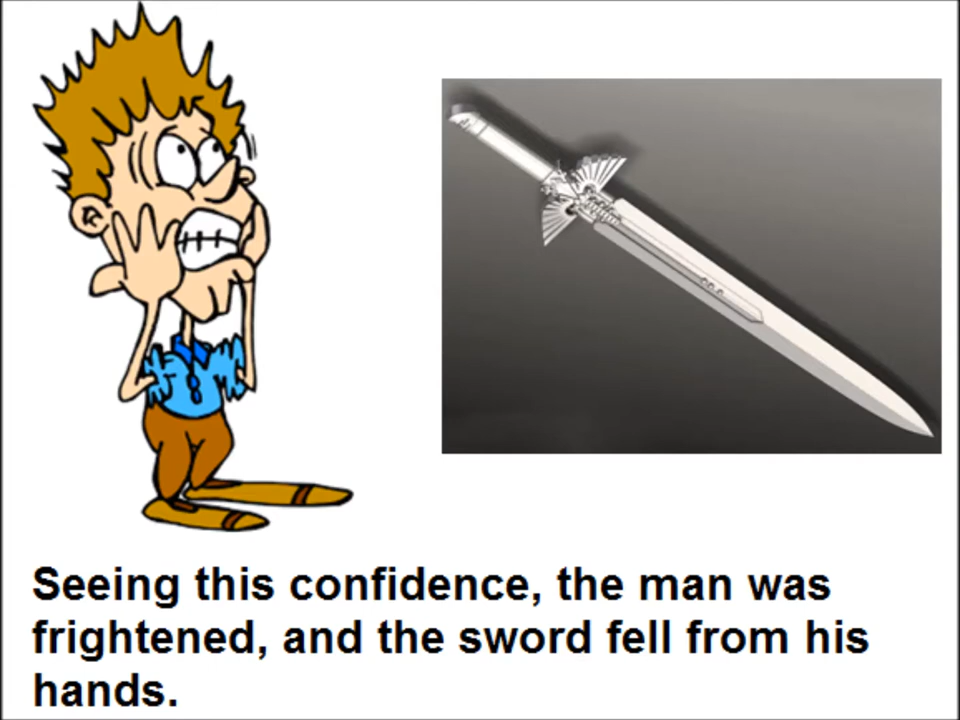 Seeing this confidence, the man was
frightened, and the sword fell from his
hands.